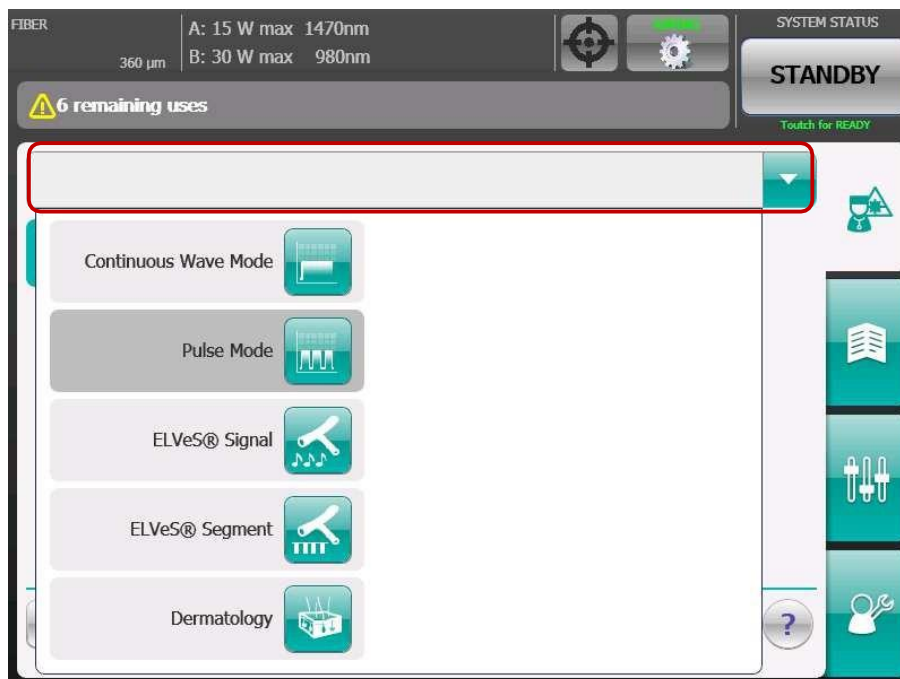 FIBER
360 µm
A: 15 W max 1470nm
B: 30 W max 980nm
SYSTEM STATUS
STANDBY
Toutch for READY
6 remaining uses
Continuous Wave Mode
Pulse Mode
ELVeS® Signal
ELVeS® Segment
Dermatology
?